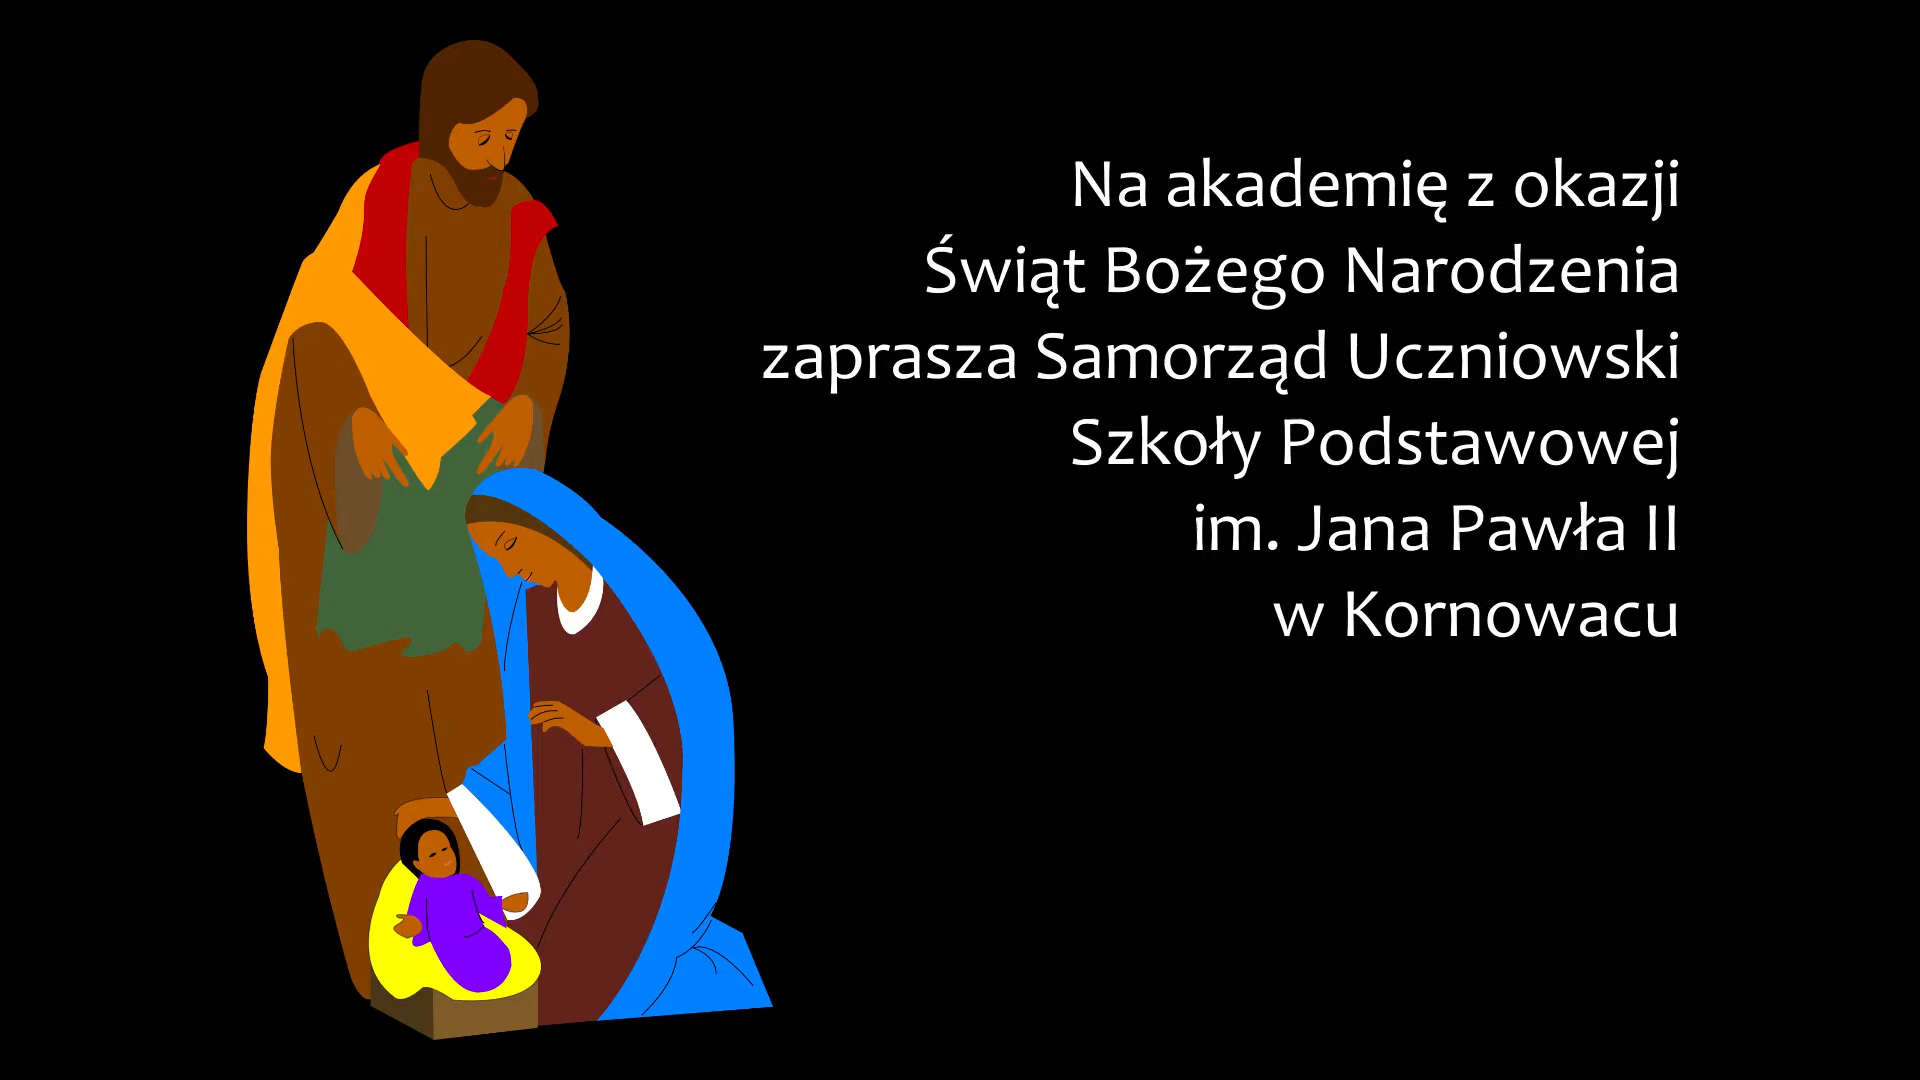 Na akademię z okazji
Świąt Bożego Narodzenia
zaprasza Samorząd Uczniowski
Szkoły Podstawowej
im. Jana Pawła II
w Kornowacu